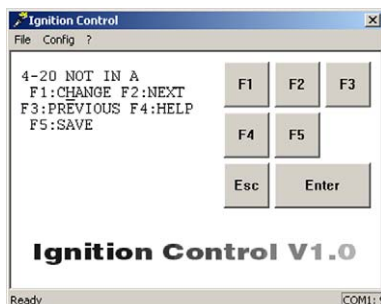 Ignition Control
File Config ?
4-20 NOT IN A
F1:CHANGE F2:NEXT
F3:PREVIOUS F4:HELP
F5:SAVE
F1 F2 F3
F4 F5
Esc Enter
Ignition Control V1.0
Ready COM1: